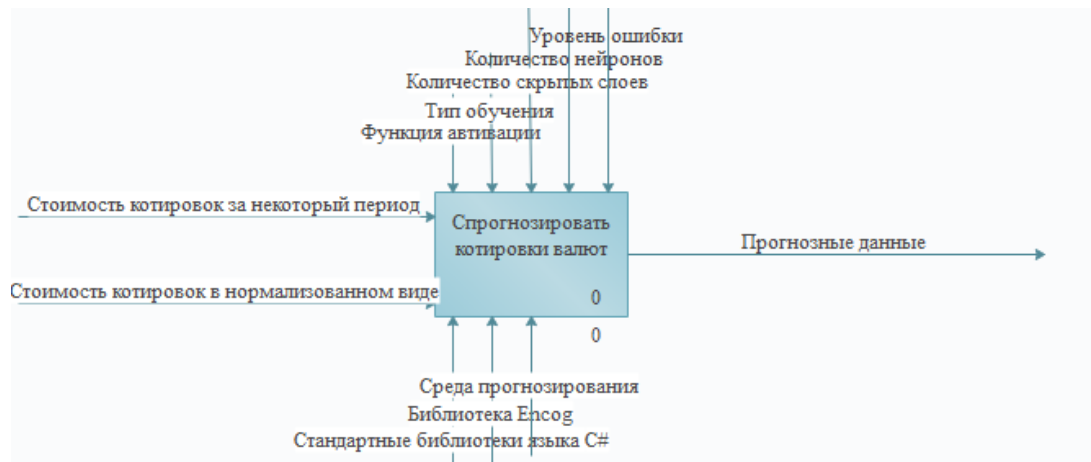 Уровень ошибки
Количество нейронов
Количество скрытых слоев
Тип обучения
Функция автивации
Стоимость котировок за некоторый период
Спрогнозировать
котировки валют
Прогнозные данные
Стоимость котировок в нормализованном виде
0
0
Среда прогнозирования
Библиотека Encog
Стандартные библиотеки языка C#